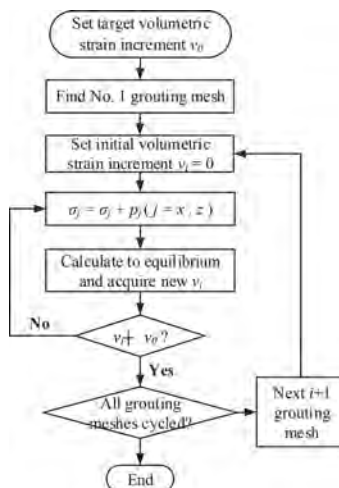 Set target volumetric
strain increment v₀
Find No. 1 grouting mesh
Set initial volumetric
strain increment vᵢ = 0
σⱼ = σⱼ + pⱼ ( j = x , z )
Calculate to equilibrium
and acquire new vᵢ
No
vᵢ v₀ ?
Yes
All grouting
meshes cycled?
Next i+1
grouting
mesh
End